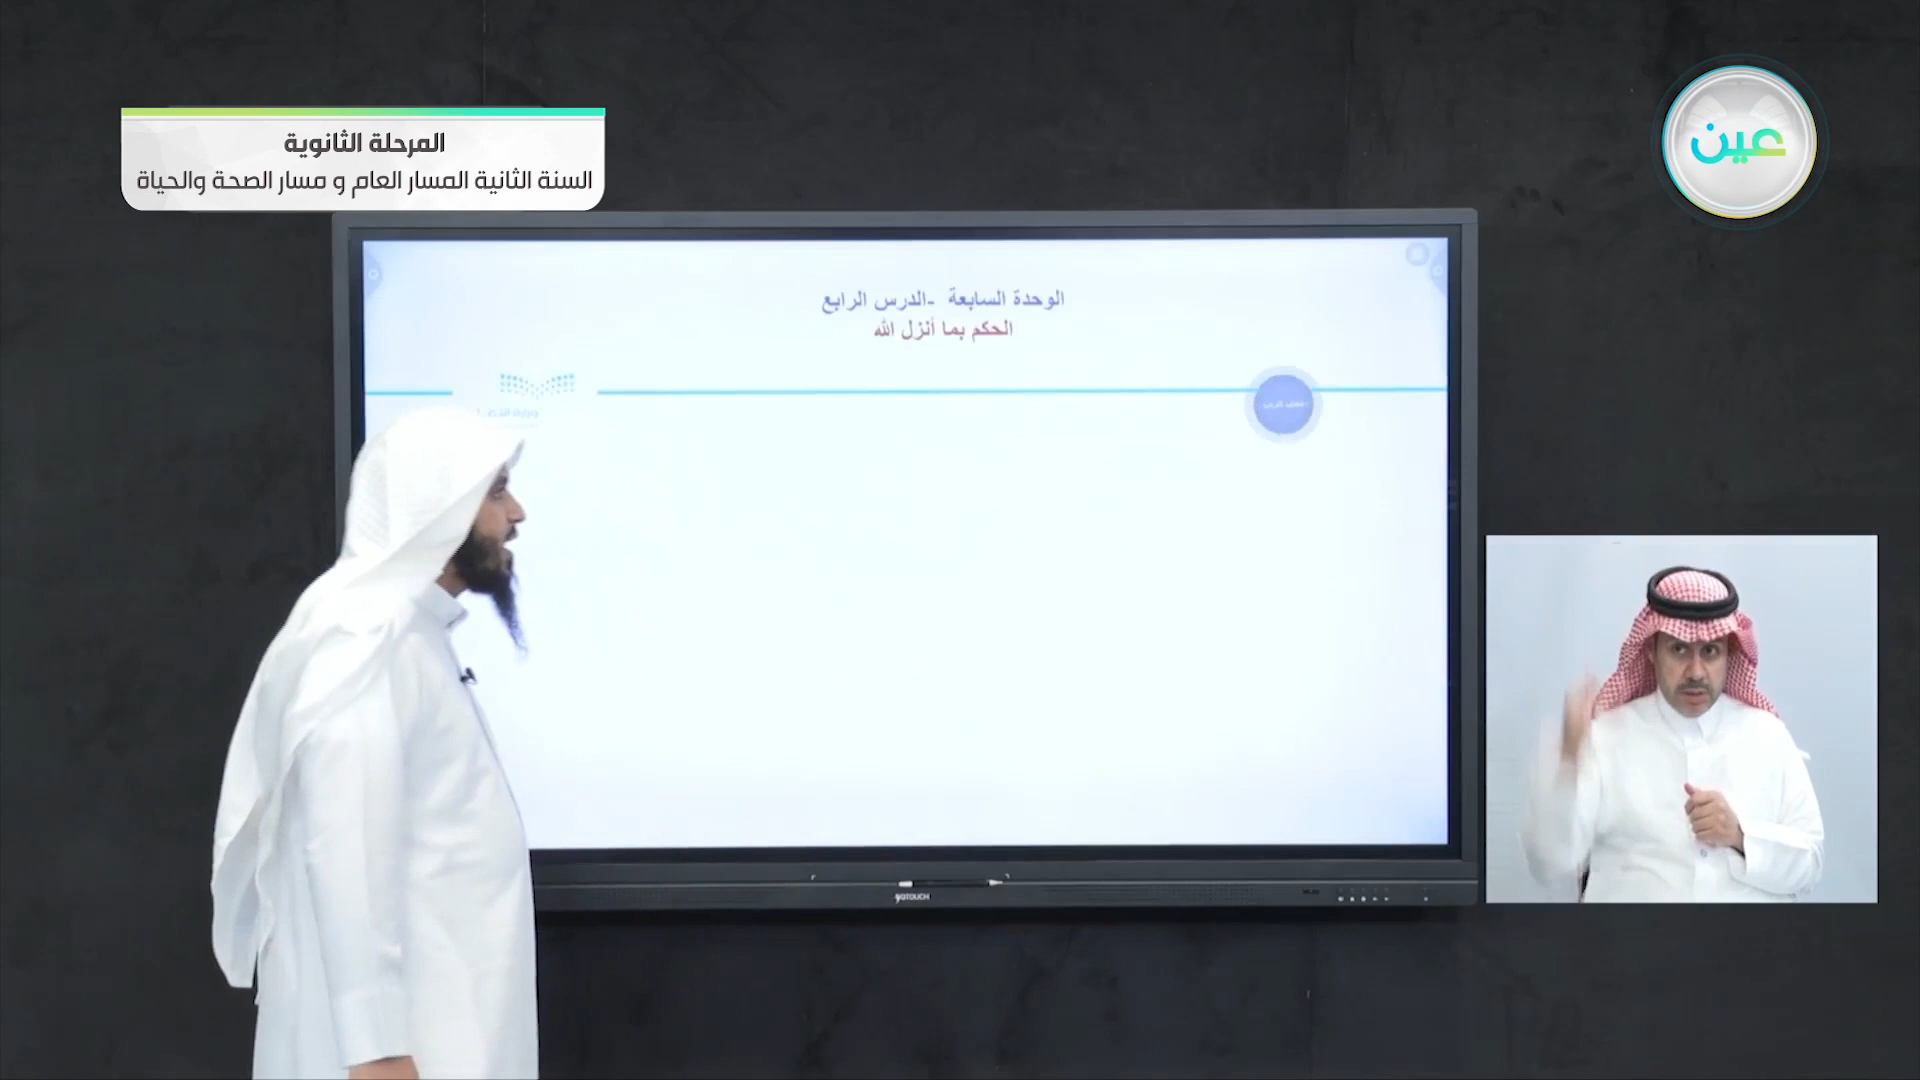 المرحلة الثانوية
السنة الثانية المسار العام و مسار الصحة والحياة
عين
الوحدة السابعة -الدرس الرابع
الحكم بما أنزل الله